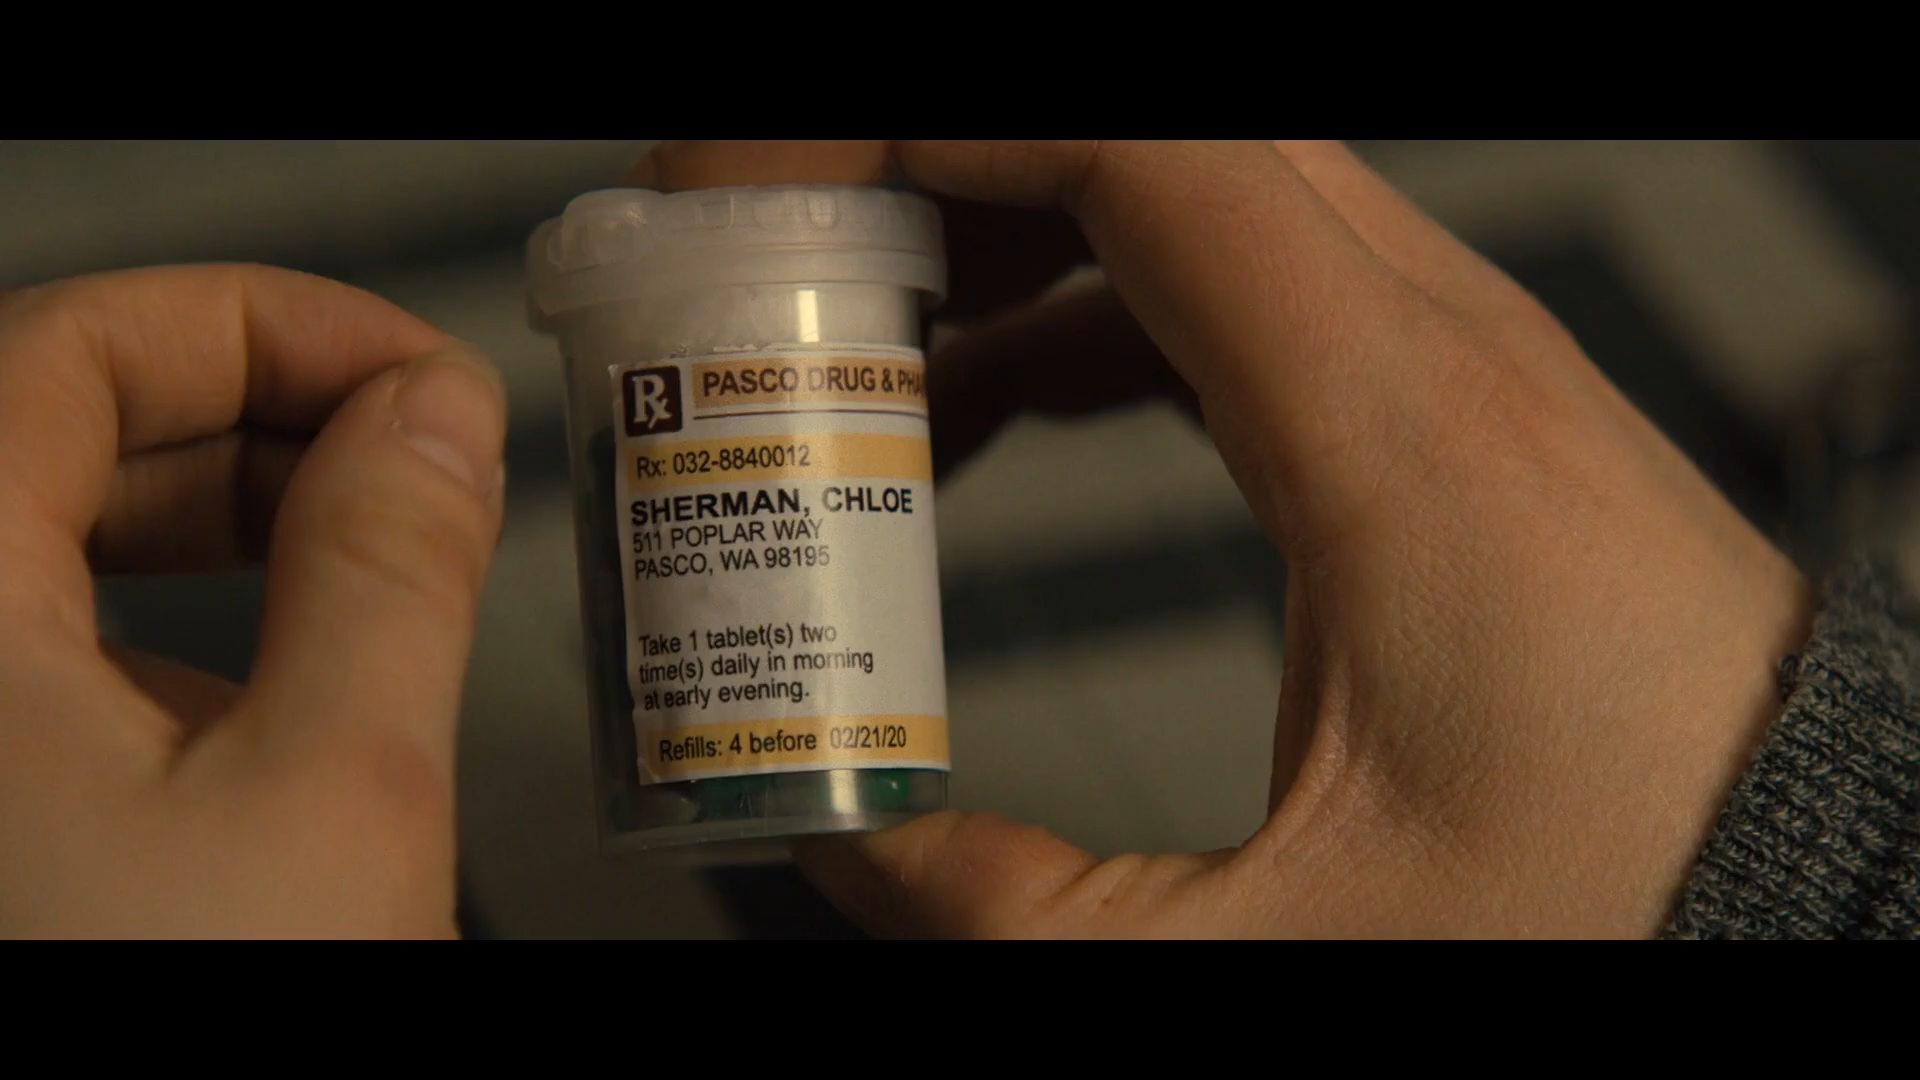 Rx PASCO DRUG &
Rx: 032-8840012
SHERMAN, CHLOE
511 POPLAR WAY
PASCO, WA 98195
Take 1 tablet(s) two
time(s) daily in morning
at early evening.
Refills: 4 before 02/21/20